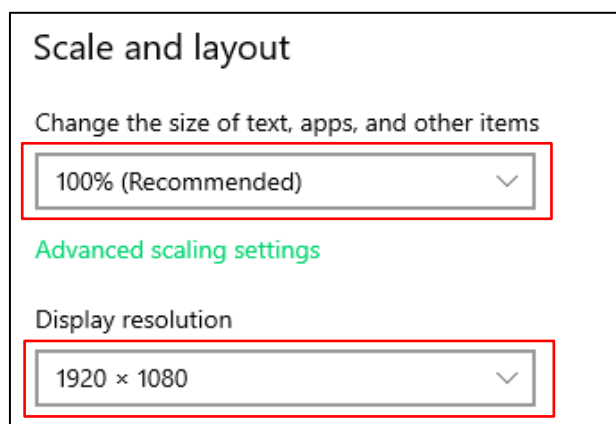 Scale and layout
Change the size of text, apps, and other items
100% (Recommended)
Advanced scaling settings
Display resolution
1920 × 1080